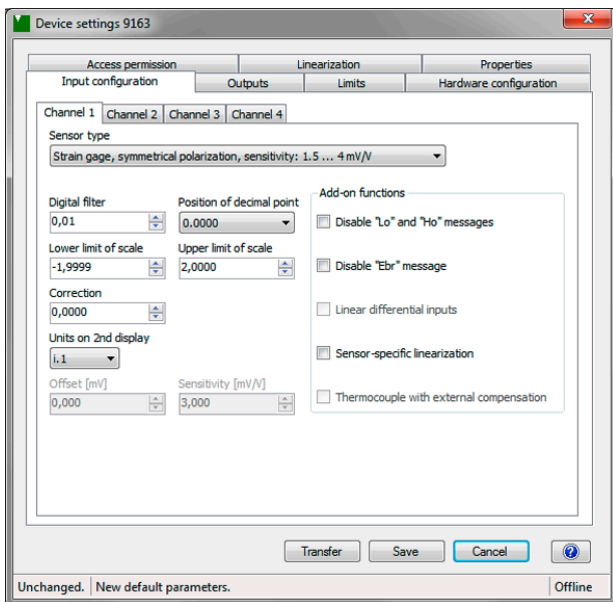 Device settings 9163
Access permission Linearization Properties
Input configuration Outputs Limits Hardware configuration
Channel 1 Channel 2 Channel 3 Channel 4
Sensor type
Strain gage, symmetrical polarization, sensitivity: 1.5 ... 4 mV/V
Add-on functions
Digital filter Position of decimal point
0,01 0.0000
Disable "Lo" and "Ho" messages
Lower limit of scale Upper limit of scale
-1,9999 2,0000
Disable "Ebr" message
Correction
0,0000
Linear differential inputs
Units on 2nd display
i.1
Sensor-specific linearization
Offset [mV] Sensitivity [mV/V]
0,000 3,000
Thermocouple with external compensation
Transfer Save Cancel ?
Unchanged. New default parameters. Offline